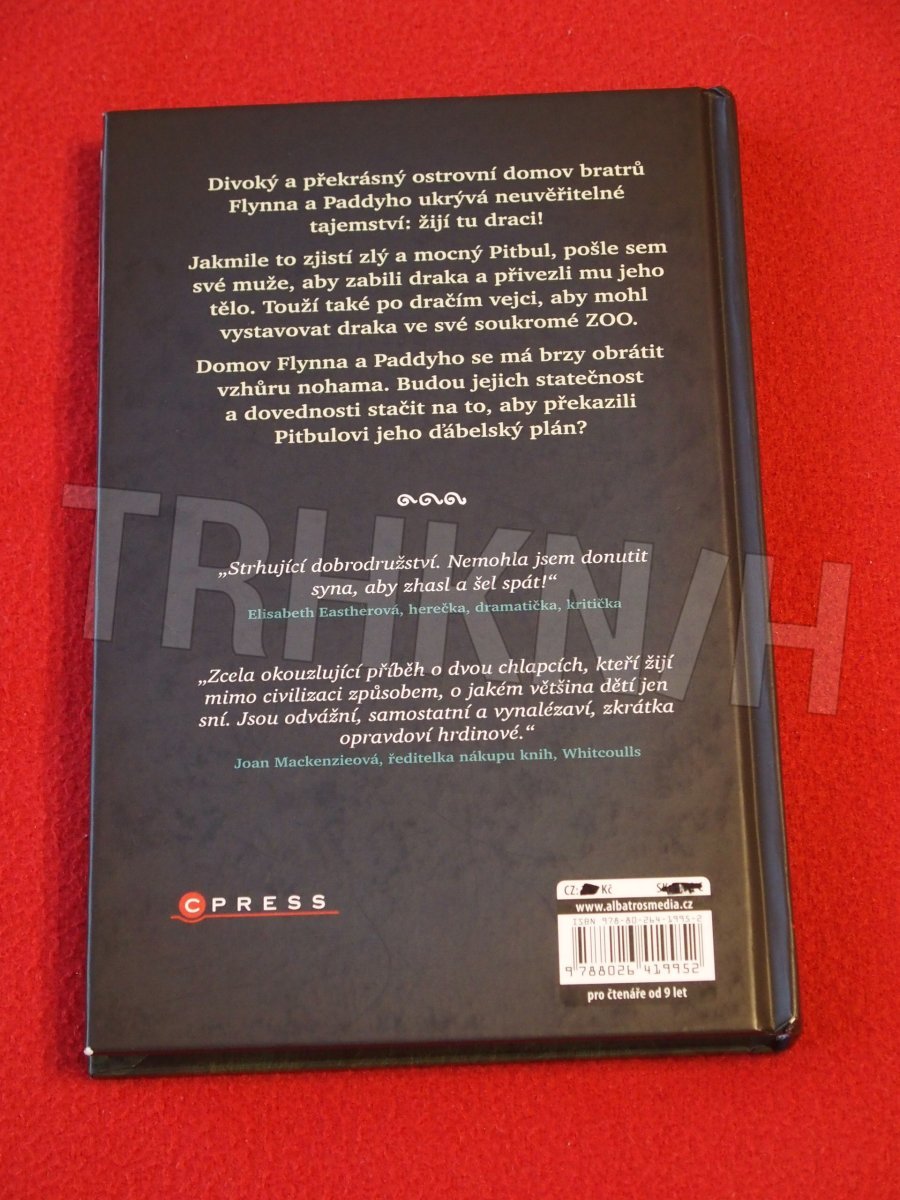 Divoký a překrásný ostrovní domov bratrů
Flynna a Paddyho ukrývá neuvěřitelné
tajemství: žijí tu draci!
Jakmile to zjistí zlý a mocný Pitbul, pošle sem
své muže, aby zabili draka a přivezli mu jeho
tělo. Touží také po dračím vejci, aby mohl
vystavovat draka ve své soukromé ZOO.
Domov Flynna a Paddyho se má brzy obrátit
vzhůru nohama. Budou jejich statečnost
a dovednosti stačit na to, aby překazili
Pitbulovi jeho ďábelský plán?
TRHKNIH
„Strhující dobrodružství. Nemohla jsem donutit
syna, aby zhasl a šel spát!“
Elisabeth Eastherová, herečka, dramatička, kritička
„Zcela okouzlující příběh o dvou chlapcích, kteří žijí
mimo civilizaci způsobem, o jakém většina dětí jen
sní. Jsou odvážní, samostatní a vynalézaví, zkrátka
opravdoví hrdinové.“
Joan Mackenzieová, ředitelka nákupu knih, Whitcoulls
CPRESS
CZ: Kč
www.albatrosmedia.cz
ISBN 978-80-264-1995-2
9 788026 419952
pro čtenáře od 9 let